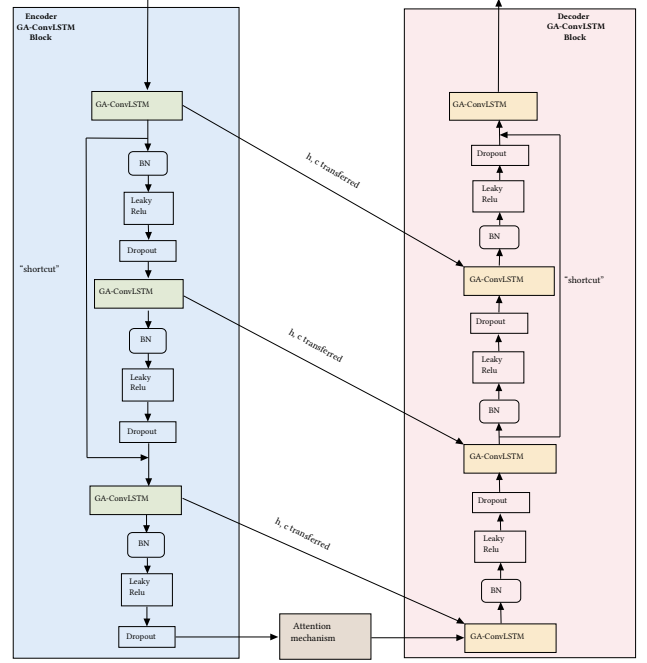 Encoder
GA-ConvLSTM
Block
GA-ConvLSTM
BN
Leaky
Relu
Dropout
"shortcut"
GA-ConvLSTM
BN
Leaky
Relu
Dropout
GA-ConvLSTM
BN
Leaky
Relu
Dropout
h, c transferred
h, c transferred
h, c transferred
Attention
mechanism
Decoder
GA-ConvLSTM
Block
GA-ConvLSTM
Dropout
Leaky
Relu
BN
GA-ConvLSTM
"shortcut"
Dropout
Leaky
Relu
BN
GA-ConvLSTM
Dropout
Leaky
Relu
BN
GA-ConvLSTM